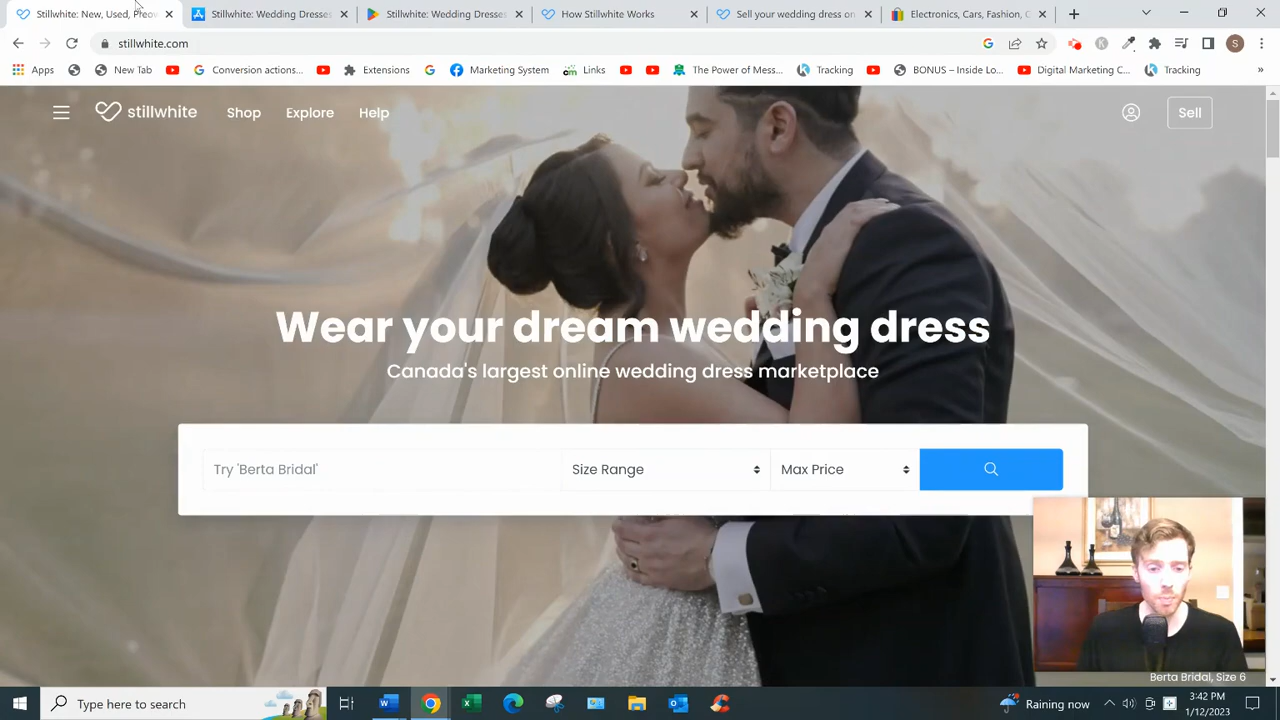 Stillwhite: New, Used, Preow
Stillwhite: Wedding Dresses
Stillwhite: Wedding Dresses
How Stillwhite Works
Sell your wedding dress on
Electronics, Cars, Fashion, C
stillwhite.com
S
Apps
New Tab
Conversion actions...
Extensions
Marketing System
Links
The Power of Mess...
Tracking
BONUS – Inside Lo...
Digital Marketing C...
Tracking
»
stillwhite
Shop
Explore
Help
Sell
Wear your dream wedding dress
Canada's largest online wedding dress marketplace
Try 'Berta Bridal'
Size Range
Max Price
Berta Bridal, Size 6
Type here to search
Raining now
3:42 PM
1/12/2023